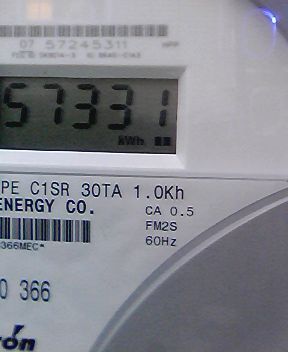 07 57245311
57331
kWh
PE C1SR 30TA 1.0Kh
ENERGY CO.
CA 0.5
FM2S
60Hz
366MEC*
0 366
rón